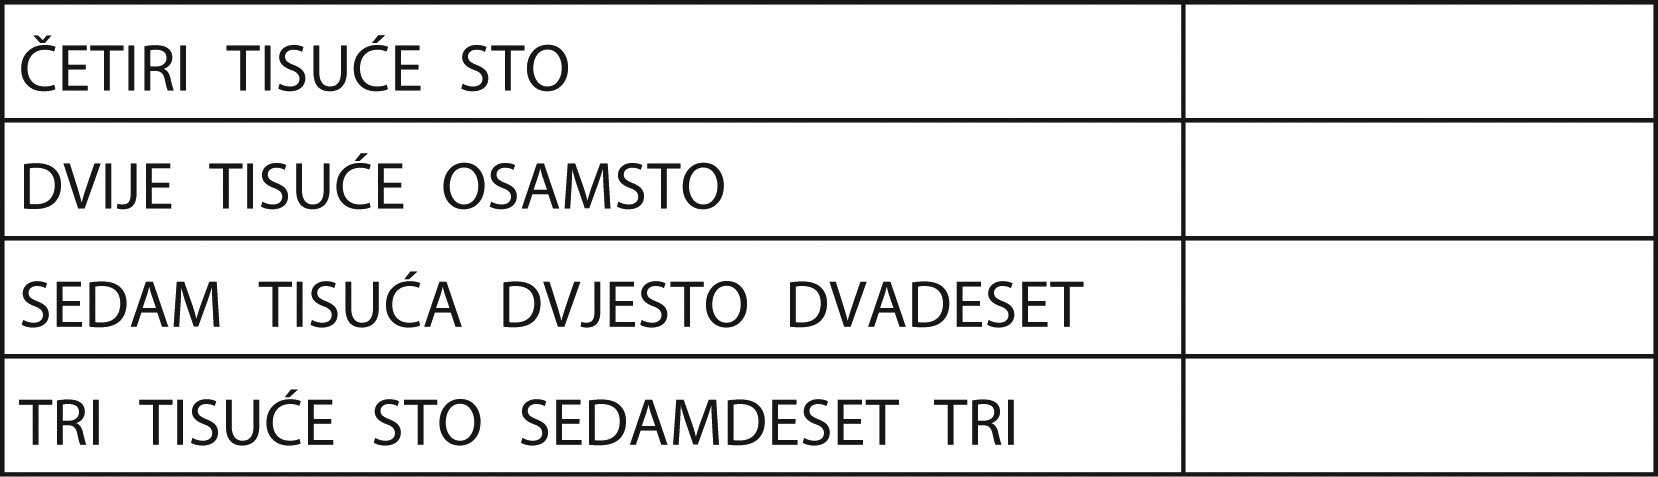 ČETIRI TISUĆE STO
DVIJE TISUĆE OSAMSTO
SEDAM TISUĆA DVJESTO DVADESET
TRI TISUĆE STO SEDAMDESET TRI